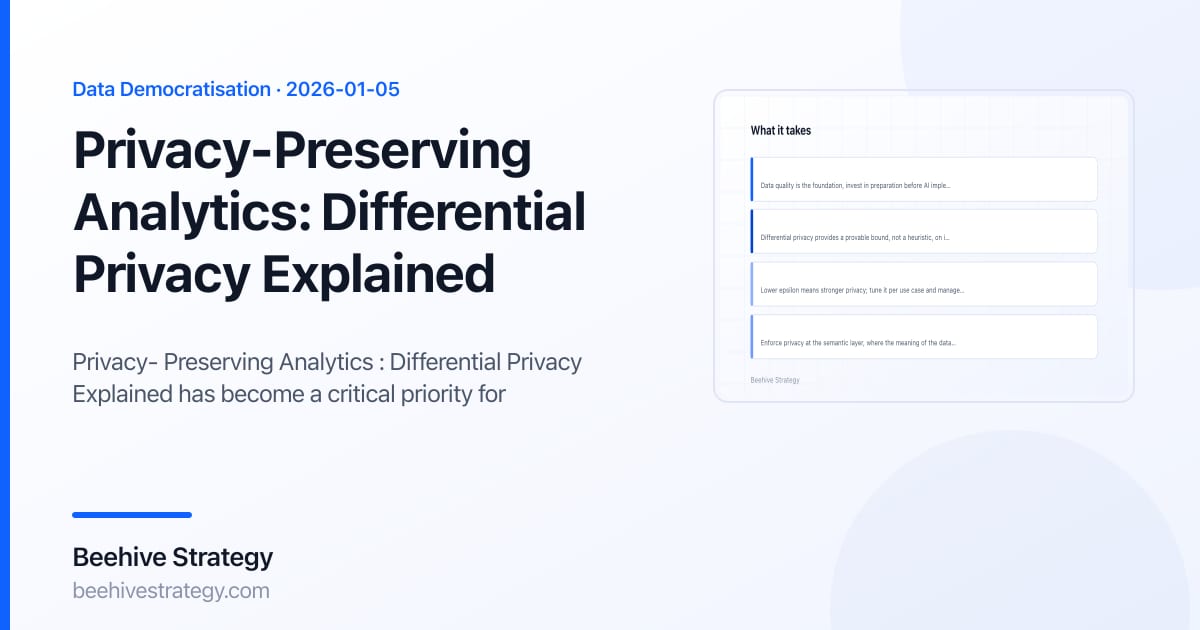 Data Democratisation · 2026-01-05
Privacy-Preserving
Analytics: Differential
Privacy Explained
Privacy- Preserving Analytics : Differential Privacy
Explained has become a critical priority for
Beehive Strategy
beehivestrategy.com
What it takes
Data quality is the foundation, invest in preparation before AI imple...
Differential privacy provides a provable bound, not a heuristic, on i...
Lower epsilon means stronger privacy; tune it per use case and manage...
Enforce privacy at the semantic layer, where the meaning of the data...
Beehive Strategy